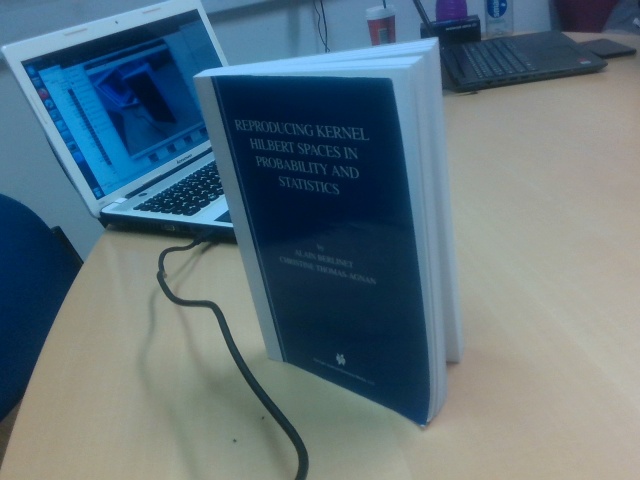 REPRODUCING KERNEL
HILBERT SPACES IN
PROBABILITY AND
STATISTICS
by
ALAIN BERLINET
CHRISTINE THOMAS-AGNAN